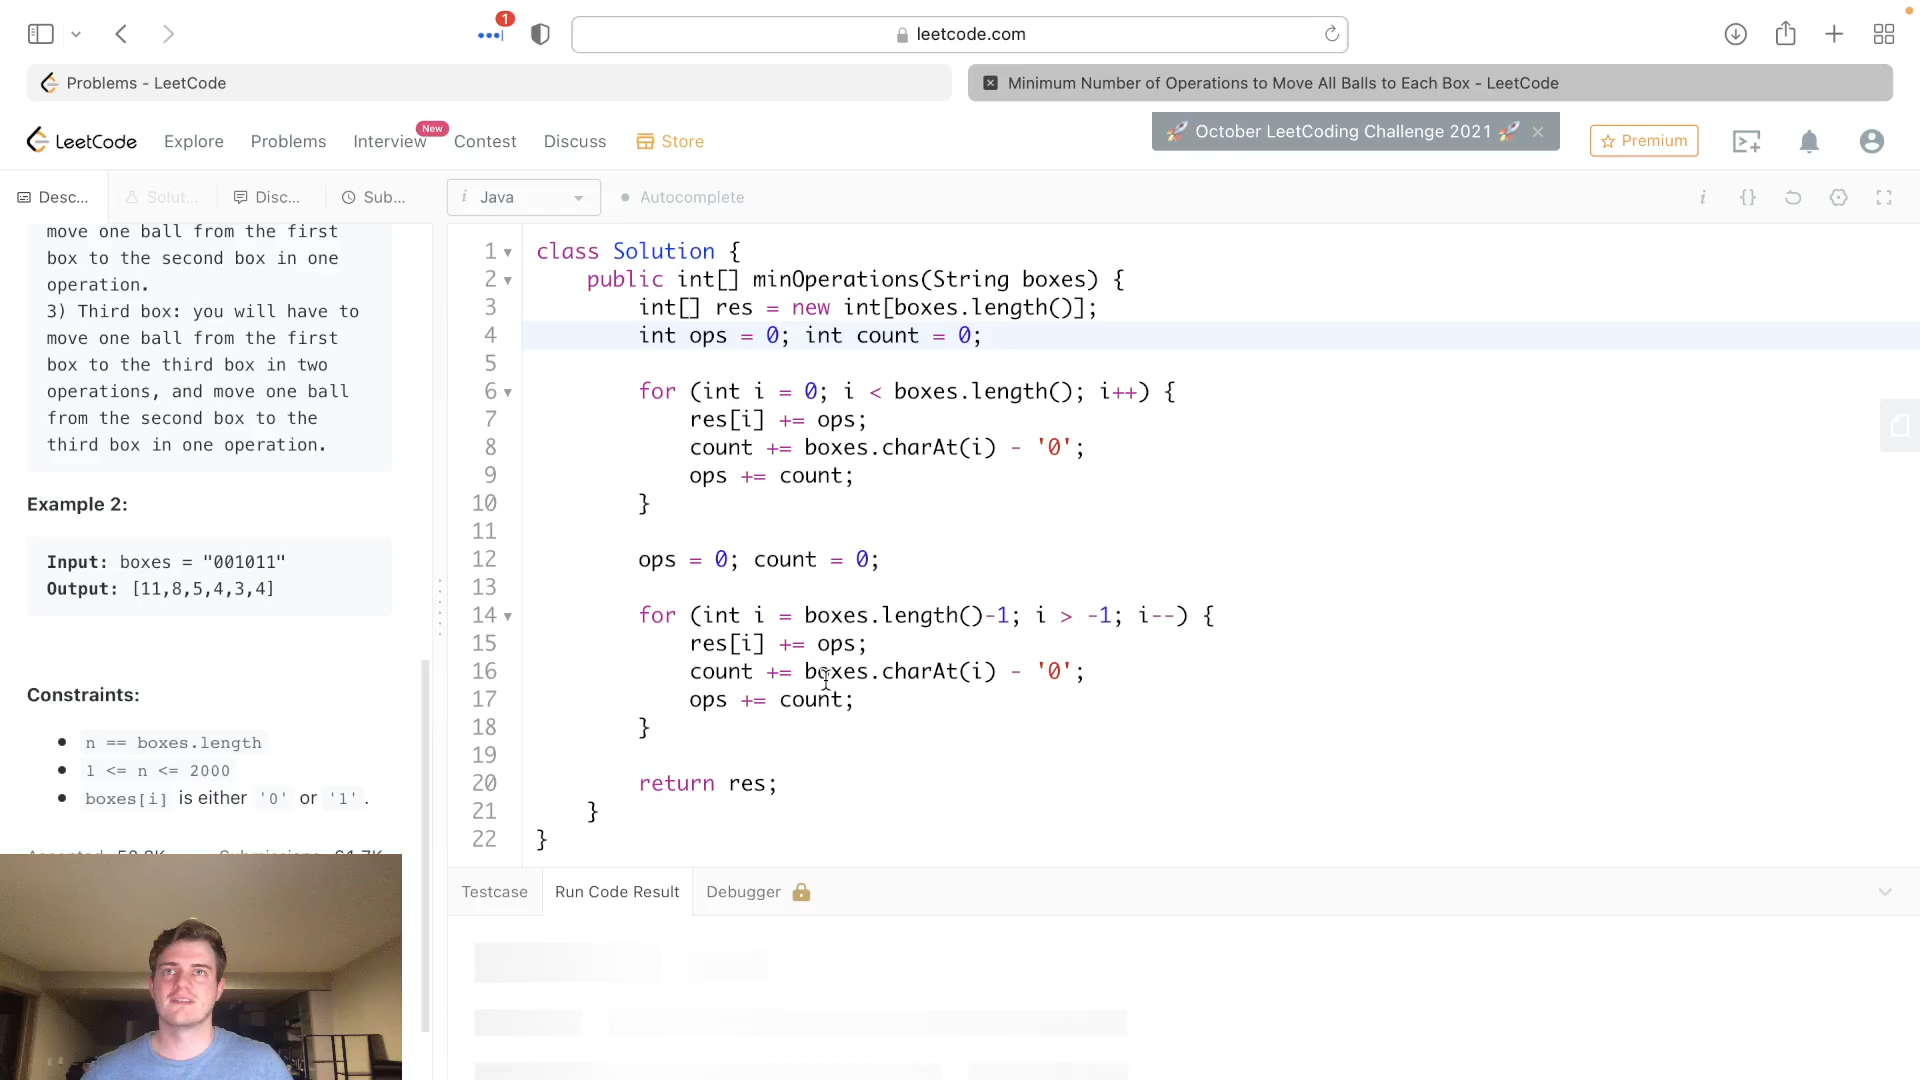 1
leetcode.com
Problems - LeetCode
Minimum Number of Operations to Move All Balls to Each Box - LeetCode
LeetCode
Explore
Problems
Interview
New
Contest
Discuss
Store
🚀 October LeetCoding Challenge 2021 🚀
Premium
Desc...
Solut...
Disc...
Sub...
i Java
Autocomplete
move one ball from the first
box to the second box in one
operation.
3) Third box: you will have to
move one ball from the first
box to the third box in two
operations, and move one ball
from the second box to the
third box in one operation.
Example 2:
Input: boxes = "001011"
Output: [11,8,5,4,3,4]
Constraints:
n == boxes.length
1 <= n <= 2000
boxes[i] is either '0' or '1'.
1 class Solution {
2 public int[] minOperations(String boxes) {
3 int[] res = new int[boxes.length()];
4 int ops = 0; int count = 0;
5
6 for (int i = 0; i < boxes.length(); i++) {
7 res[i] += ops;
8 count += boxes.charAt(i) - '0';
9 ops += count;
10 }
11
12 ops = 0; count = 0;
13
14 for (int i = boxes.length()-1; i > -1; i--) {
15 res[i] += ops;
16 count += boxes.charAt(i) - '0';
17 ops += count;
18 }
19
20 return res;
21 }
22 }
Testcase
Run Code Result
Debugger